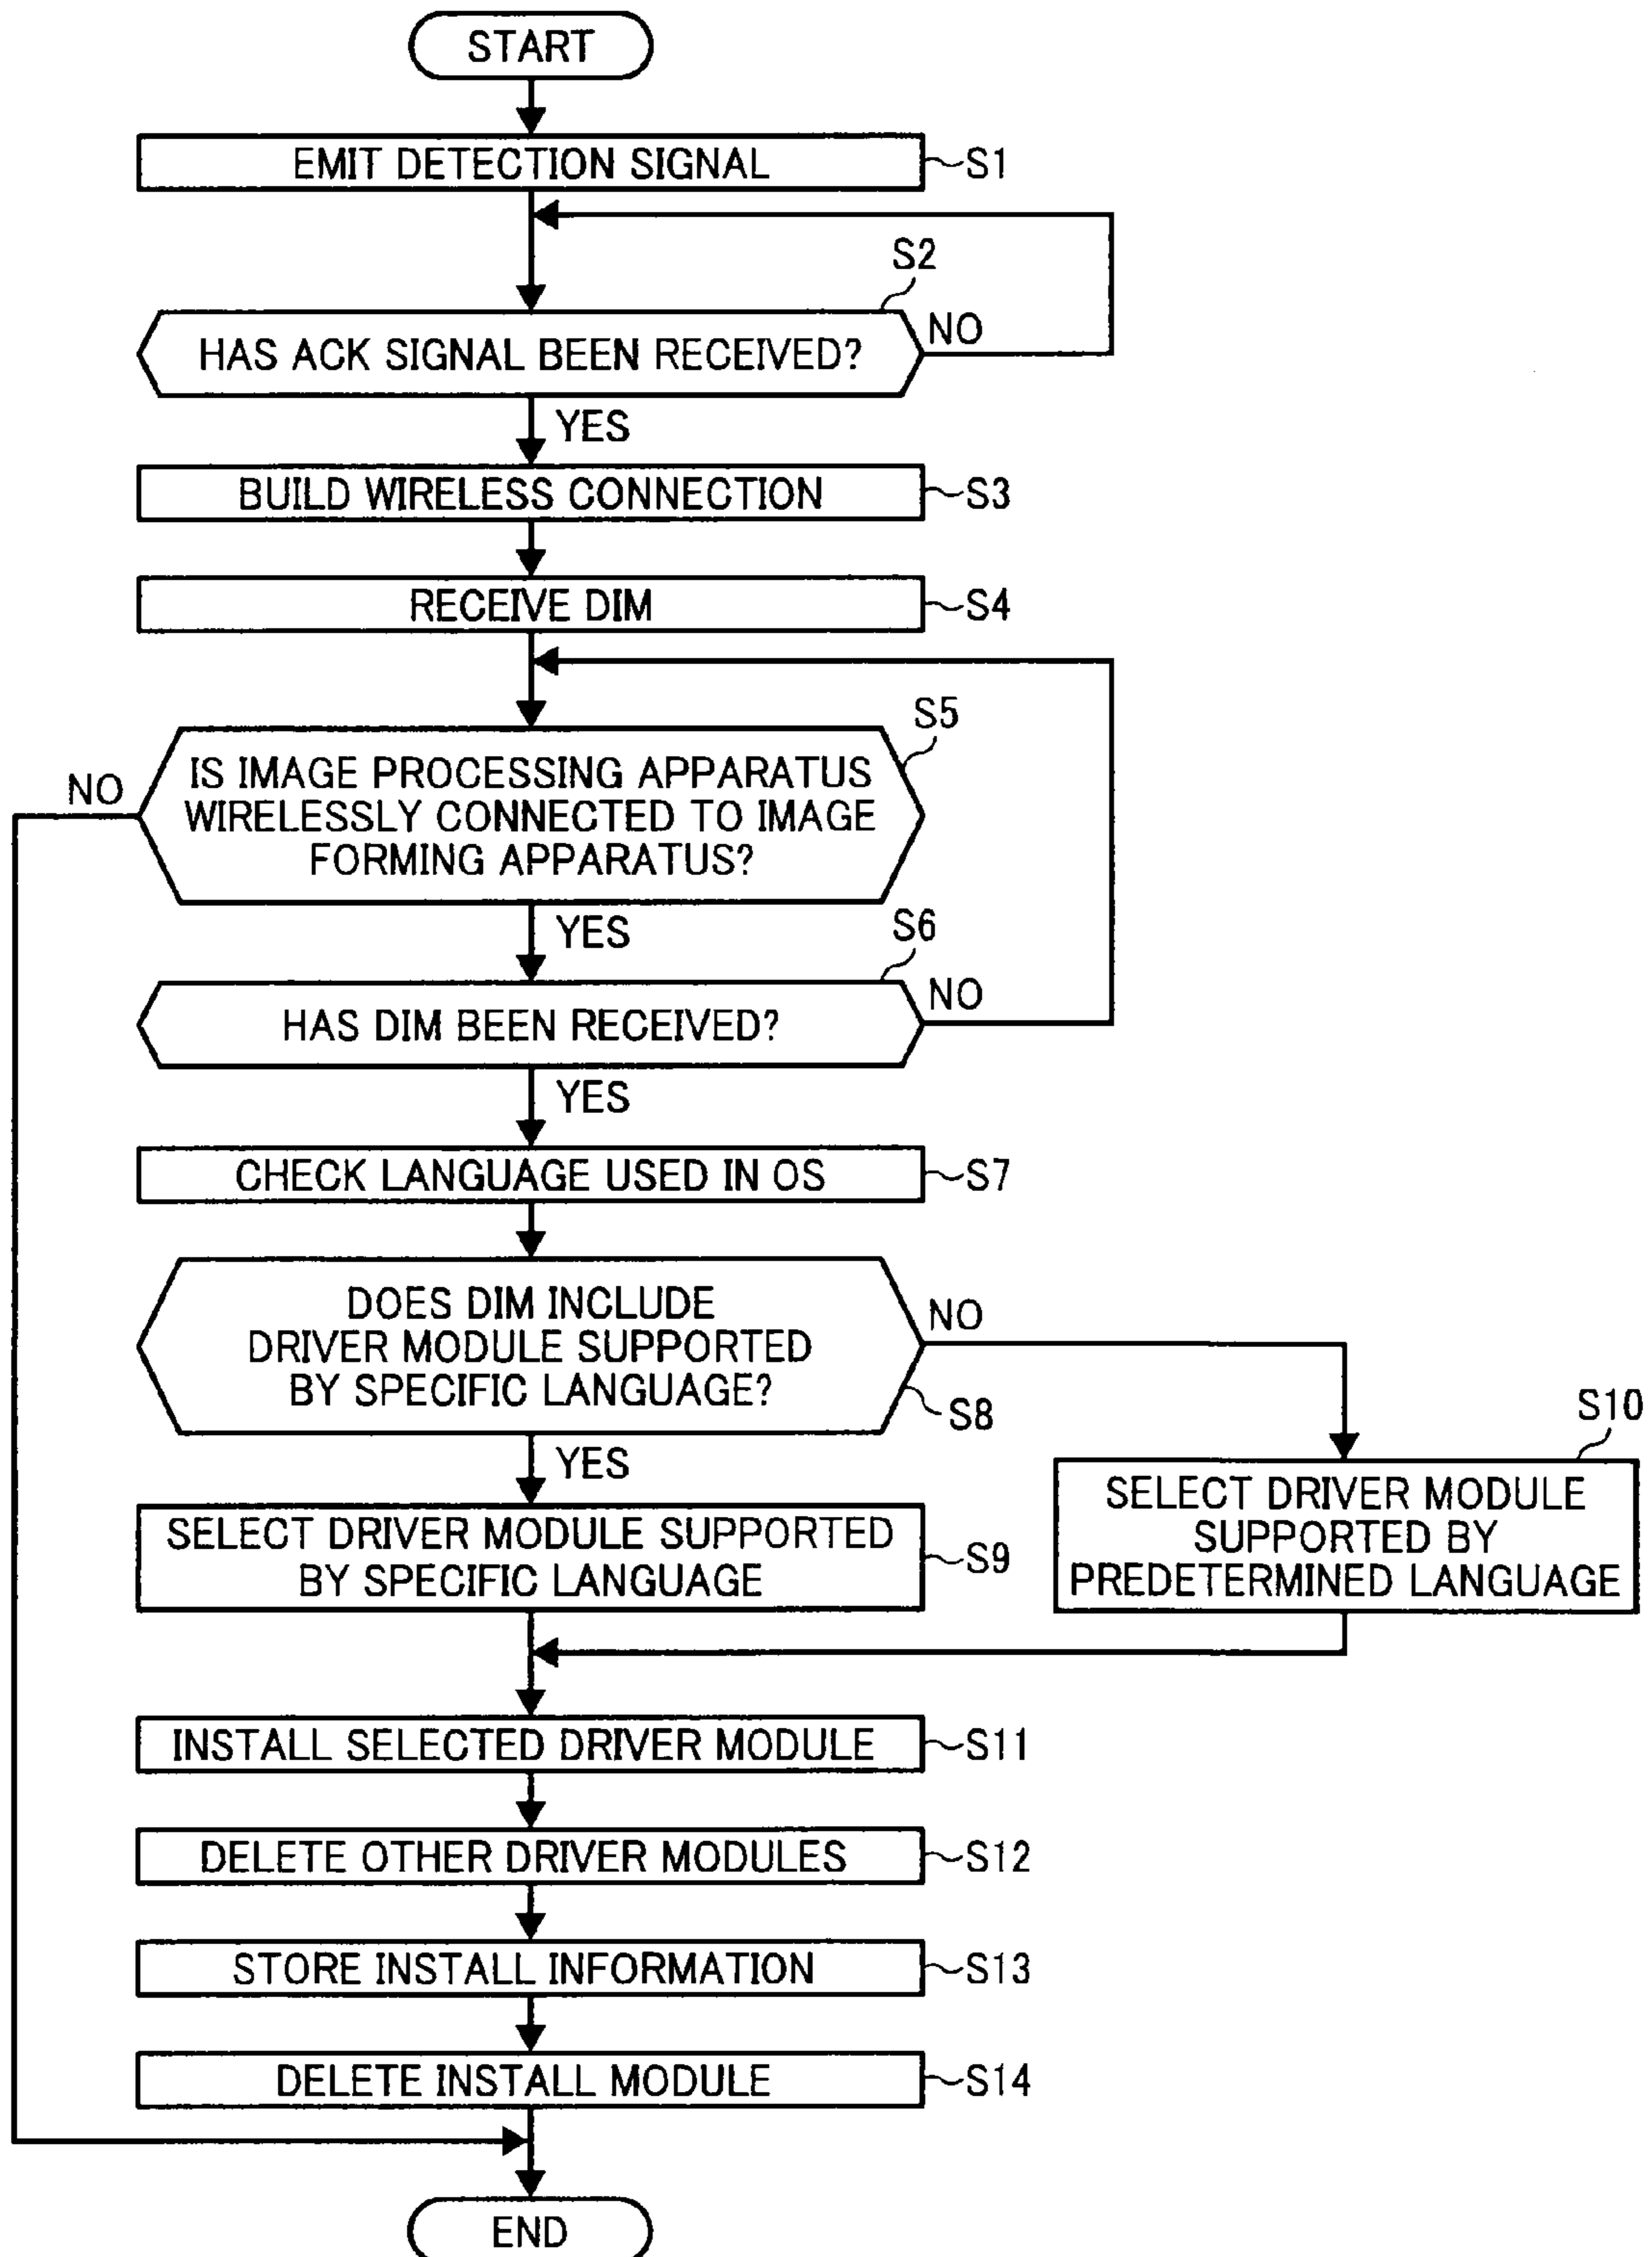 START
EMIT DETECTION SIGNAL
S1
S2
HAS ACK SIGNAL BEEN RECEIVED?
NO
YES
BUILD WIRELESS CONNECTION
S3
RECEIVE DIM
S4
S5
NO
IS IMAGE PROCESSING APPARATUS
WIRELESSLY CONNECTED TO IMAGE
FORMING APPARATUS?
YES
S6
HAS DIM BEEN RECEIVED?
NO
YES
CHECK LANGUAGE USED IN OS
S7
DOES DIM INCLUDE
DRIVER MODULE SUPPORTED
BY SPECIFIC LANGUAGE?
NO
S8
YES
S10
SELECT DRIVER MODULE
SUPPORTED BY
PREDETERMINED LANGUAGE
SELECT DRIVER MODULE SUPPORTED
BY SPECIFIC LANGUAGE
S9
INSTALL SELECTED DRIVER MODULE
S11
DELETE OTHER DRIVER MODULES
S12
STORE INSTALL INFORMATION
S13
DELETE INSTALL MODULE
S14
END